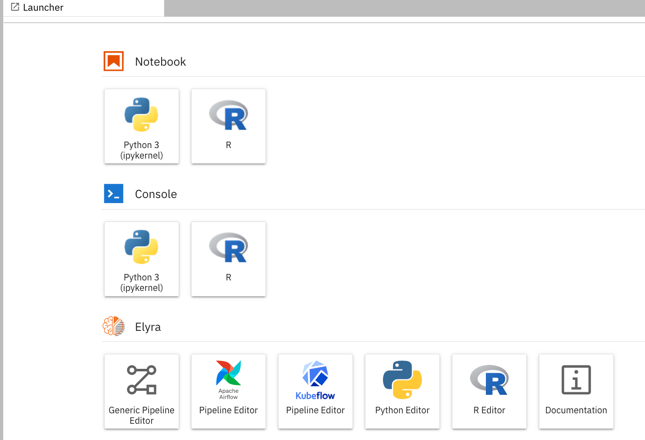 Launcher
Notebook
Python 3
(ipykernel)
R
Console
Python 3
(ipykernel)
R
Elyra
Generic Pipeline
Editor
Apache
Airflow
Pipeline Editor
Kubeflow
Pipeline Editor
Python Editor
R Editor
Documentation